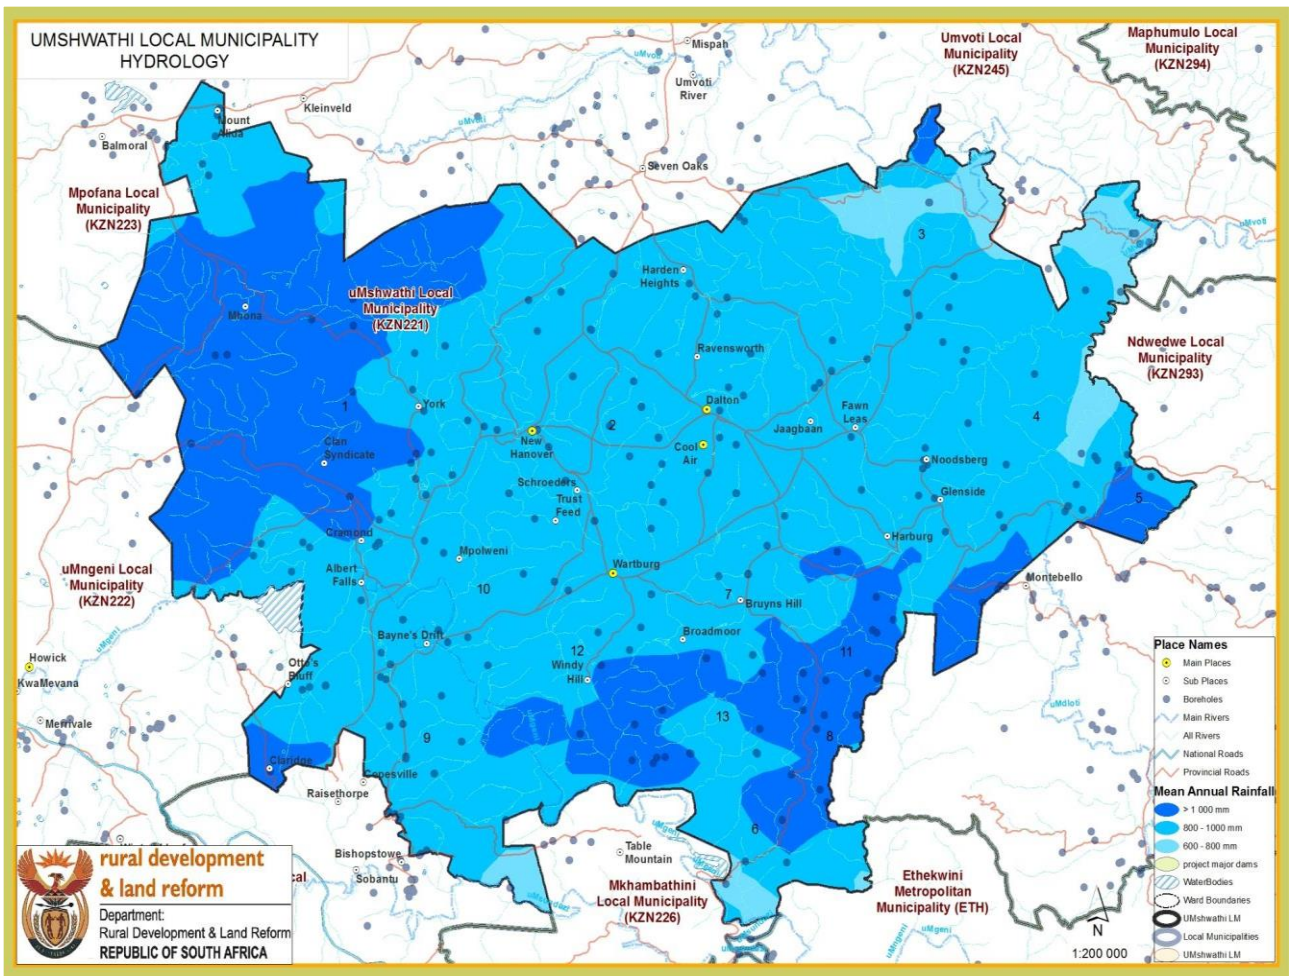 UMSHWATHI LOCAL MUNICIPALITY
HYDROLOGY
Mispah
Umvoti Local
Municipality
(KZN245)
Maphumulo Local
Municipality
(KZN294)
Umvoti
River
Kleinveld
Mount
Alida
uMvoti
Balmoral
Seven Oaks
Mpofana Local
Municipality
(KZN223)
uMvoti
3
Harden
Heights
uMshwathi Local
Municipality
(KZN221)
Mbona
Ndwedwe Local
Municipality
(KZN293)
Ravensworth
1
York
Dalton
Fawn
Leas
4
2
Jaagbaan
New
Hanover
Cool
Air
Clan
Syndicate
Noodsberg
Schroeders
Trust
Feed
Glenside
5
Cramond
Harburg
Mpolweni
Albert
Falls
Wartburg
uMngeni Local
Municipality
(KZN222)
Montebello
10
7
Bruyns Hill
uMgeni
Bayne's Drift
Broadmoor
12
11
Howick
KwaMevana
Otto's
Bluff
Windy
Hill
uMdloti
Merrivale
13
9
8
Claridge
Copesville
Raisethorpe
6
uMgeni
Bishopstowe
Sobantu
Table
Mountain
Mkhambathini
Local Municipality
(KZN226)
Ethekwini
Metropolitan
Municipality (ETH)
uMngeni
uMgeni
cal
Place Names
Main Places
Sub Places
Boreholes
Main Rivers
All Rivers
National Roads
Provincial Roads
Mean Annual Rainfall
> 1 000 mm
800 - 1000 mm
600 - 800 mm
project major dams
WaterBodies
Ward Boundaries
UMshwathi LM
Local Municipalities
UMshwathi LM
N
1:200 000
rural development
& land reform
Department:
Rural Development & Land Reform
REPUBLIC OF SOUTH AFRICA